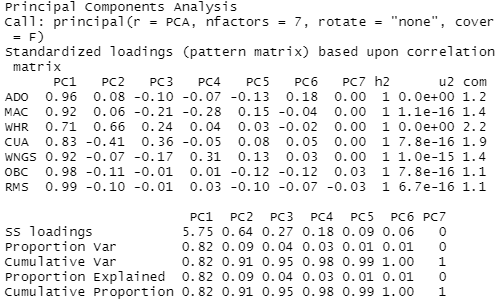 Principal Components Analysis
Call: principal(r = PCA, nfactors = 7, rotate = "none", cover
= F)
Standardized loadings (pattern matrix) based upon correlation
matrix
PC1 PC2 PC3 PC4 PC5 PC6 PC7 h2 u2 com
ADO 0.96 0.08 -0.10 -0.07 -0.13 0.18 0.00 1 0.0e+00 1.2
MAC 0.92 0.06 -0.21 -0.28 0.15 -0.04 0.00 1 1.1e-16 1.4
WHR 0.71 0.66 0.24 0.04 0.03 -0.02 0.00 1 0.0e+00 2.2
CUA 0.83 -0.41 0.36 -0.05 0.08 0.05 0.00 1 7.8e-16 1.9
WNGS 0.92 -0.07 -0.17 0.31 0.13 0.03 0.00 1 1.0e-15 1.4
OBC 0.98 -0.11 -0.01 0.01 -0.12 -0.12 0.03 1 7.8e-16 1.1
RMS 0.99 -0.10 -0.01 0.03 -0.10 -0.07 -0.03 1 6.7e-16 1.1
PC1 PC2 PC3 PC4 PC5 PC6 PC7
SS loadings 5.75 0.64 0.27 0.18 0.09 0.06 0
Proportion Var 0.82 0.09 0.04 0.03 0.01 0.01 0
Cumulative Var 0.82 0.91 0.95 0.98 0.99 1.00 1
Proportion Explained 0.82 0.09 0.04 0.03 0.01 0.01 0
Cumulative Proportion 0.82 0.91 0.95 0.98 0.99 1.00 1